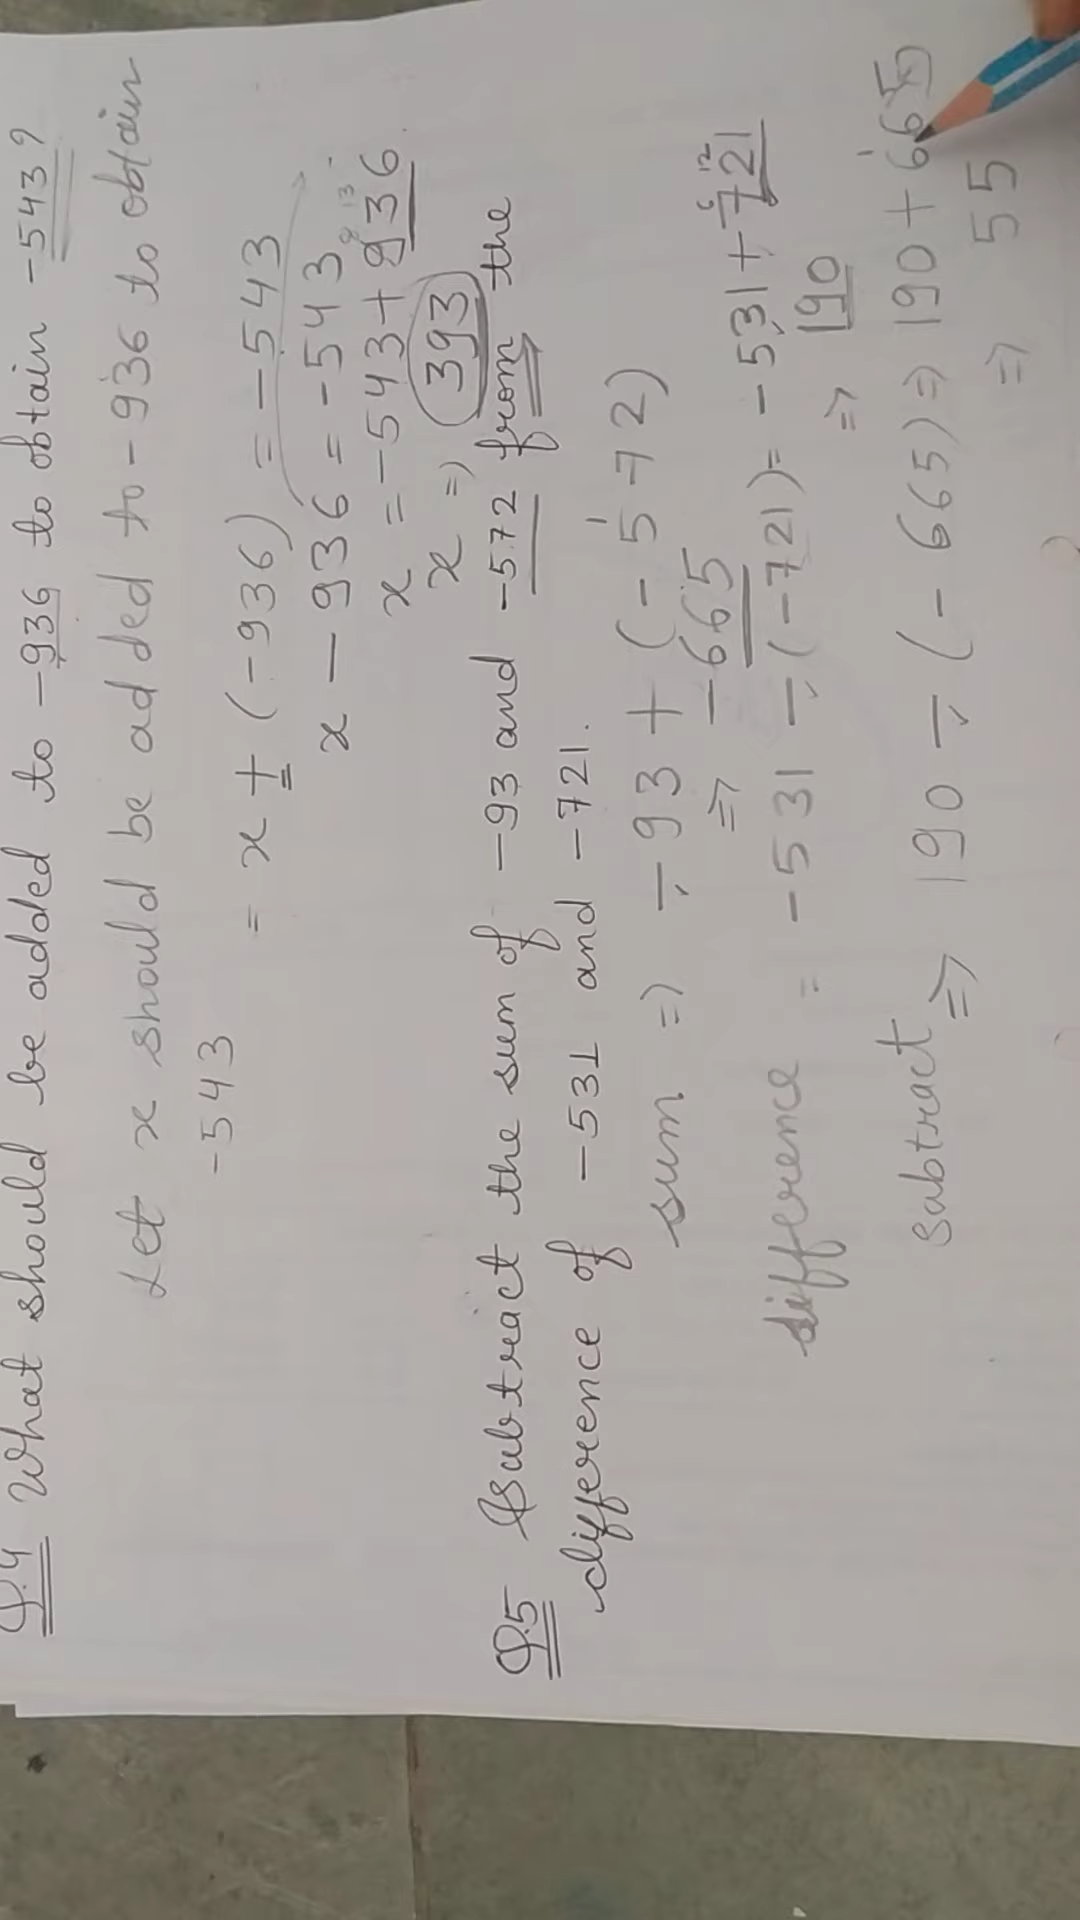 Q.4 What should be added to -936 to obtain -543?
Let x should be added to -936 to obtain
-543
= x + (-936) = -543
x - 936 = -543
x = -543 + 936
x => 393
Q.5 Subtract the sum of -93 and -572 from the
difference of -531 and -721.
sum => -93 + (-572)
=> -665
difference = -531 - (-721) = -531 + 721
=> 190
Subtract => 190 - (-665) => 190 + 665
=> 55